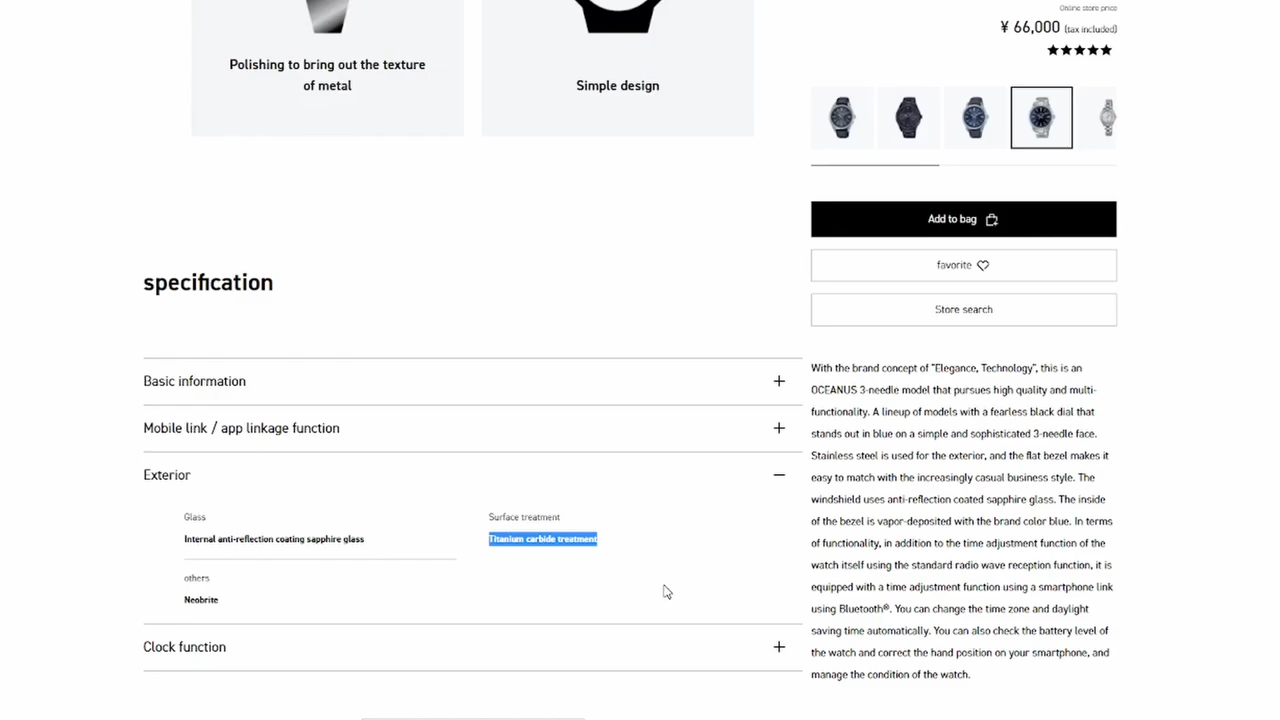 Polishing to bring out the texture
of metal
Simple design
Online store price
¥ 66,000 (tax included)
Add to bag
favorite
Store search
specification
Basic information
Mobile link / app linkage function
Exterior
Glass
Internal anti-reflection coating sapphire glass
Surface treatment
Titanium carbide treatment
others
Neobrite
Clock function
With the brand concept of "Elegance, Technology", this is an
OCEANUS 3-needle model that pursues high quality and multi-
functionality. A lineup of models with a fearless black dial that
stands out in blue on a simple and sophisticated 3-needle face.
Stainless steel is used for the exterior, and the flat bezel makes it
easy to match with the increasingly casual business style. The
windshield uses anti-reflection coated sapphire glass. The inside
of the bezel is vapor-deposited with the brand color blue. In terms
of functionality, in addition to the time adjustment function of the
watch itself using the standard radio wave reception function, it is
equipped with a time adjustment function using a smartphone link
using Bluetooth®. You can change the time zone and daylight
saving time automatically. You can also check the battery level of
the watch and correct the hand position on your smartphone, and
manage the condition of the watch.